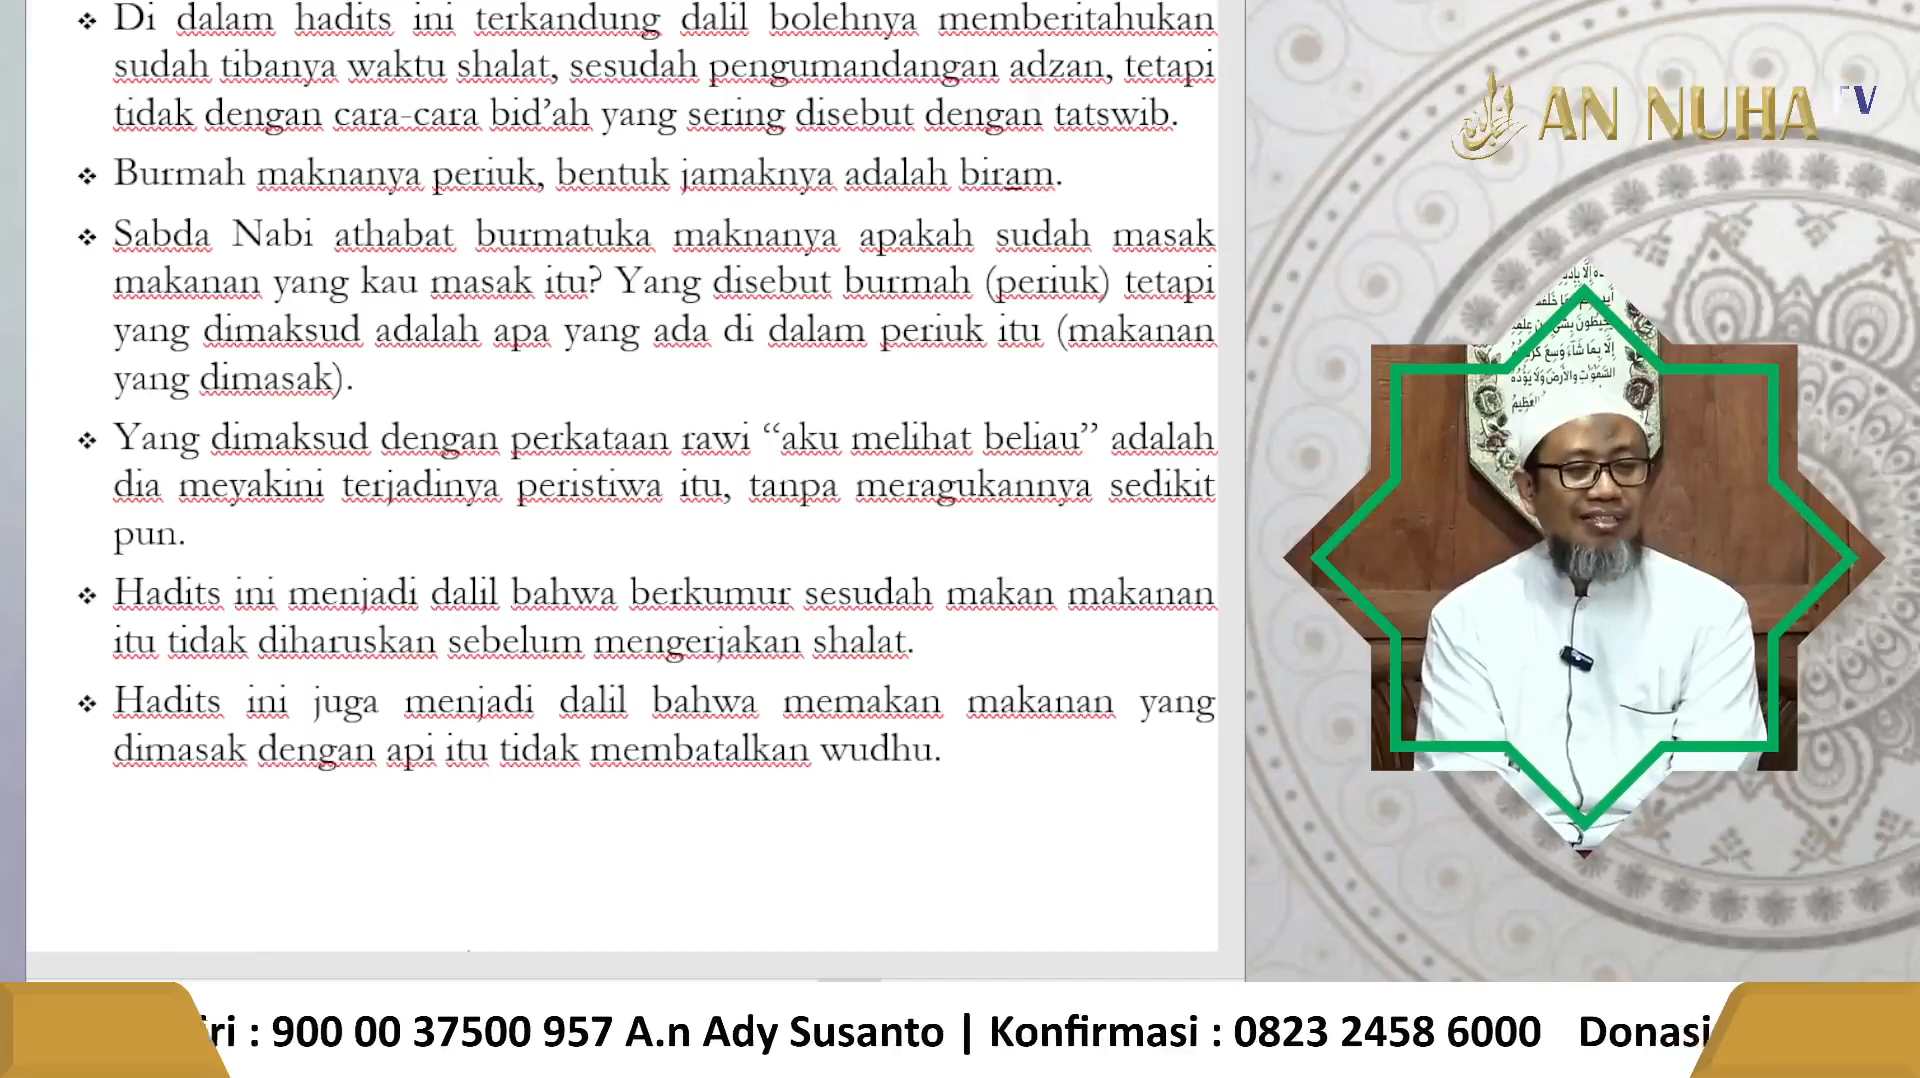 ❖ Di dalam hadits ini terkandung dalil bolehnya memberitahukan
sudah tibanya waktu shalat, sesudah pengumandangan adzan, tetapi
tidak dengan cara-cara bid’ah yang sering disebut dengan tatswib.
❖ Burmah maknanya periuk, bentuk jamaknya adalah biram.
❖ Sabda Nabi athabat burmatuka maknanya apakah sudah masak
makanan yang kau masak itu? Yang disebut burmah (periuk) tetapi
yang dimaksud adalah apa yang ada di dalam periuk itu (makanan
yang dimasak).
❖ Yang dimaksud dengan perkataan rawi “aku melihat beliau” adalah
dia meyakini terjadinya peristiwa itu, tanpa meragukannya sedikit
pun.
❖ Hadits ini menjadi dalil bahwa berkumur sesudah makan makanan
itu tidak diharuskan sebelum mengerjakan shalat.
❖ Hadits ini juga menjadi dalil bahwa memakan makanan yang
dimasak dengan api itu tidak membatalkan wudhu.
AN NUHA TV
إِلَّا بِمَا شَاءَ وَسِعَ
السَّمٰوٰتِ وَالْأَرْضَ وَلَا يَؤُدُهُ
الْعَظِيمُ
iri : 900 00 37500 957 A.n Ady Susanto | Konfirmasi : 0823 2458 6000 Donasi